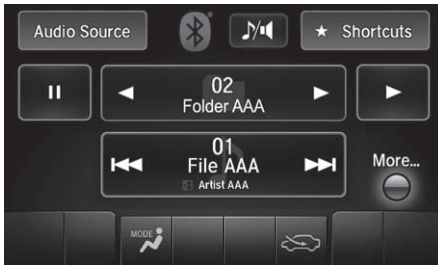 Audio Source
★ Shortcuts
02
Folder AAA
01
File AAA
Artist AAA
More...
MODE